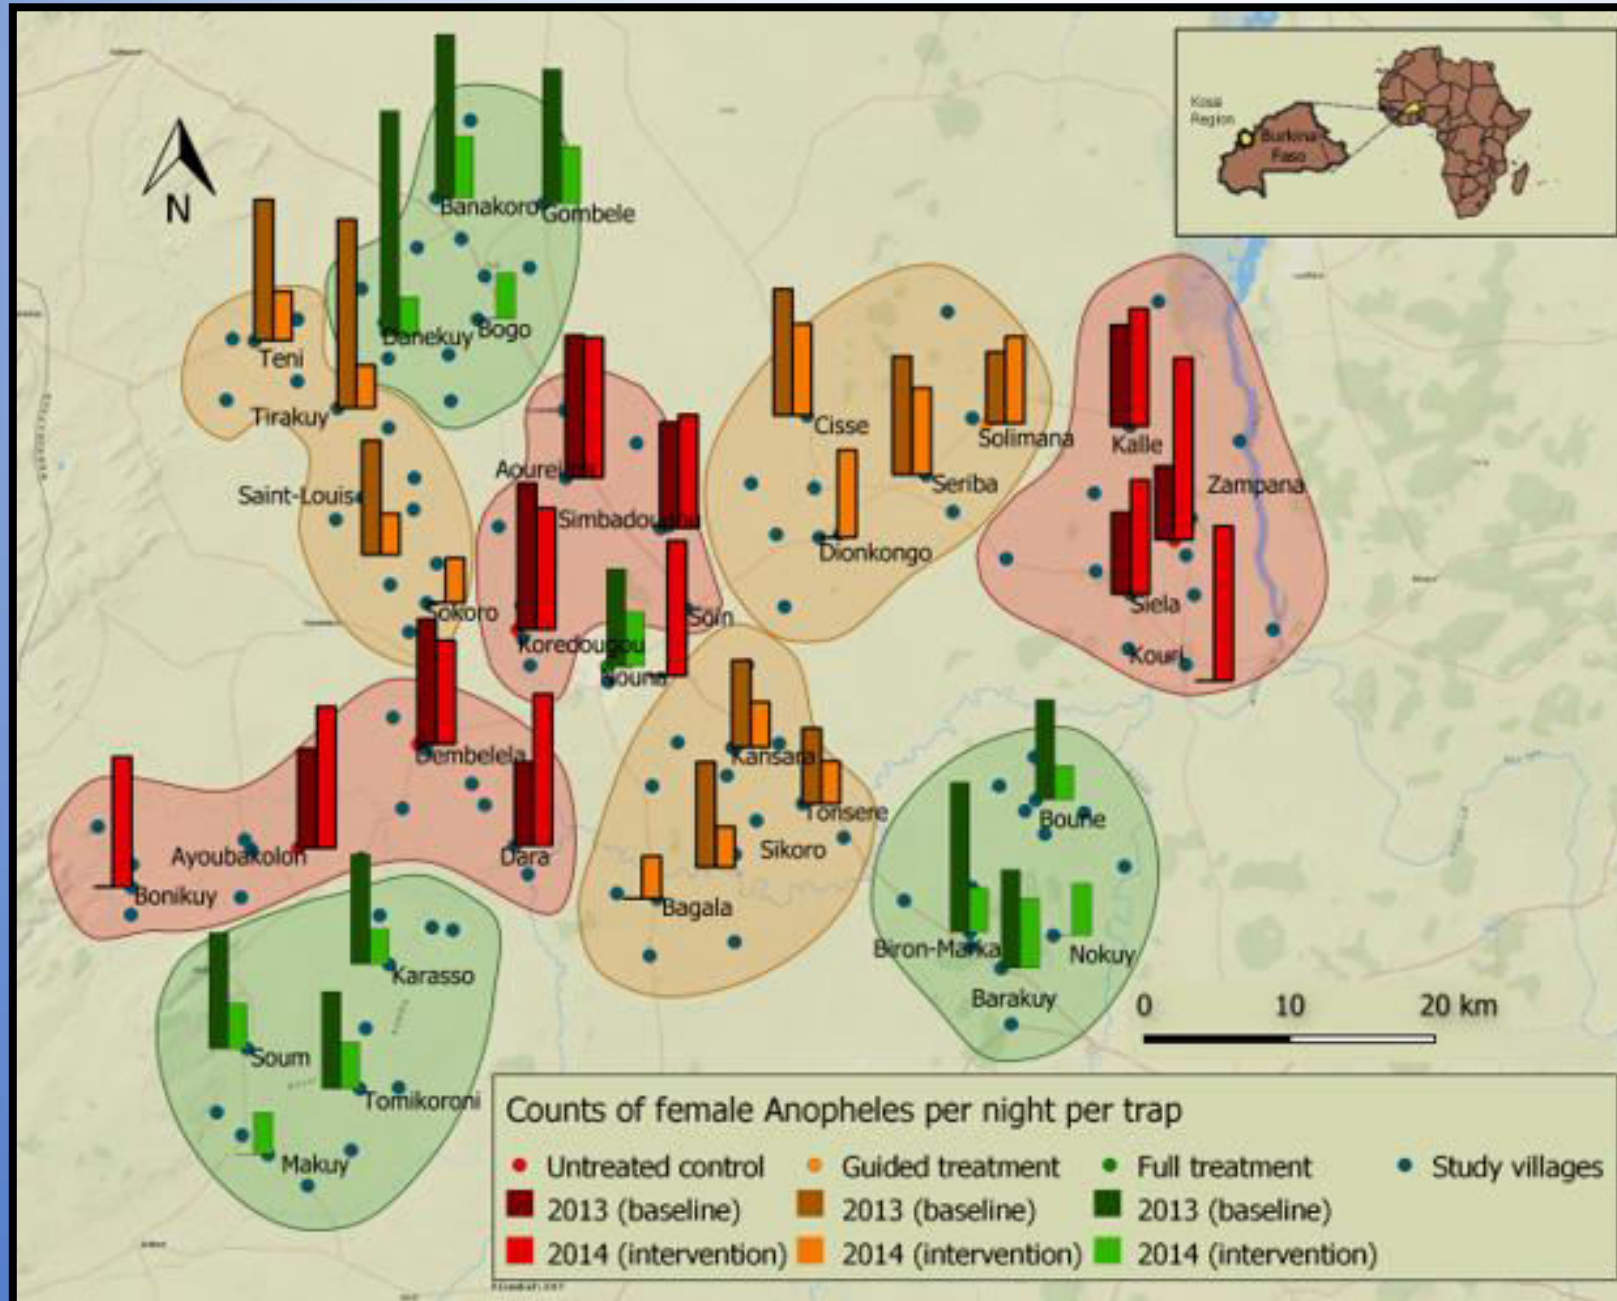 Kossi
Region
Burkina
Faso
N
Banakoro
Gombele
Danekuy
Bogo
Teni
Tirakuy
Saint-Louis
Sokoro
Simbadougou
Koredougou
Nouna
Soin
Cisse
Solimana
Seriba
Dionkongo
Kalle
Zampana
Siela
Kouri
Dembelela
Ayoubakolon
Dara
Bonikuy
Kansara
Tonsere
Sikoro
Bagala
Boune
Biron-Marka
Nokuy
Barakuy
Karasso
Soum
Tomikoroni
Makuy
0 10 20 km
Counts of female Anopheles per night per trap
Untreated control Guided treatment Full treatment Study villages
2013 (baseline) 2013 (baseline) 2013 (baseline)
2014 (intervention) 2014 (intervention) 2014 (intervention)